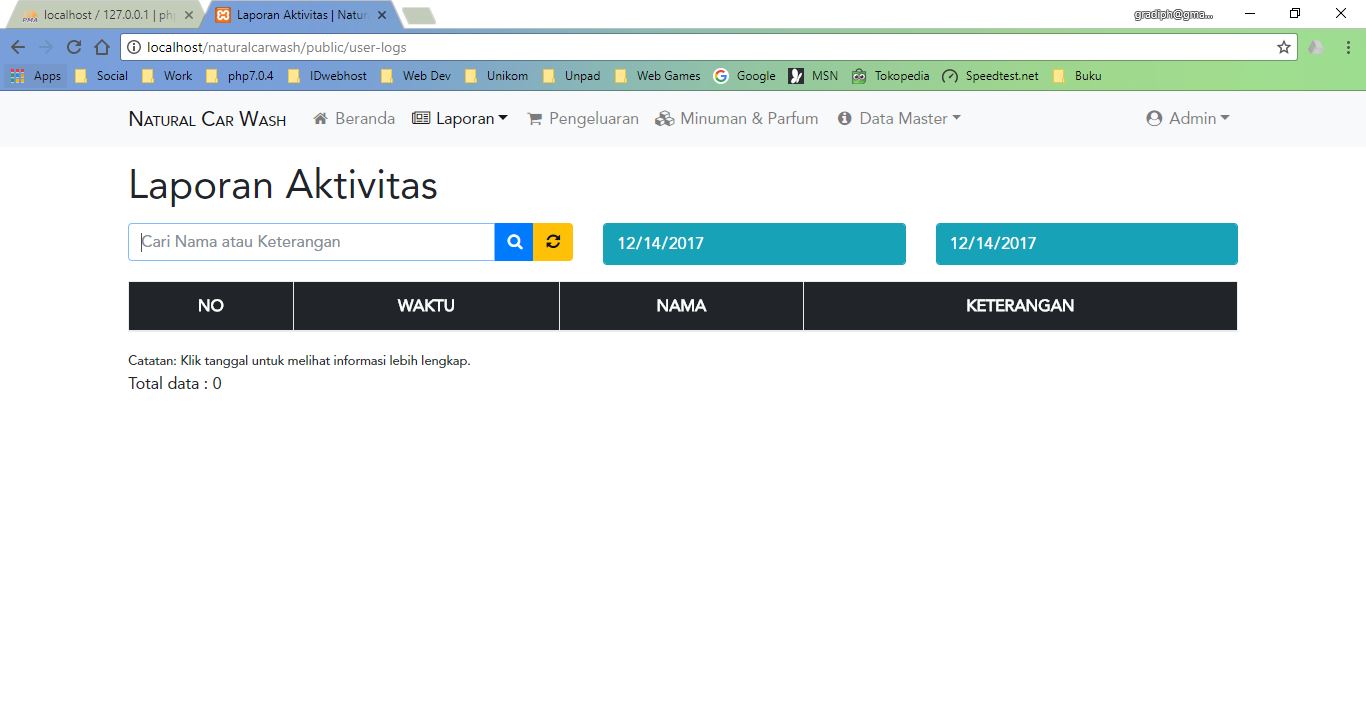 localhost / 127.0.0.1 | ph
Laporan Aktivitas | Natur
gradiph@gma...
localhost/naturalcarwash/public/user-logs
Apps Social Work php7.0.4 IDwebhost Web Dev Unikom Unpad Web Games Google MSN Tokopedia Speedtest.net Buku
Natural Car Wash Beranda Laporan Pengeluaran Minuman & Parfum Data Master Admin
Laporan Aktivitas
Cari Nama atau Keterangan 12/14/2017 12/14/2017
NO WAKTU NAMA KETERANGAN
Catatan: Klik tanggal untuk melihat informasi lebih lengkap.
Total data : 0